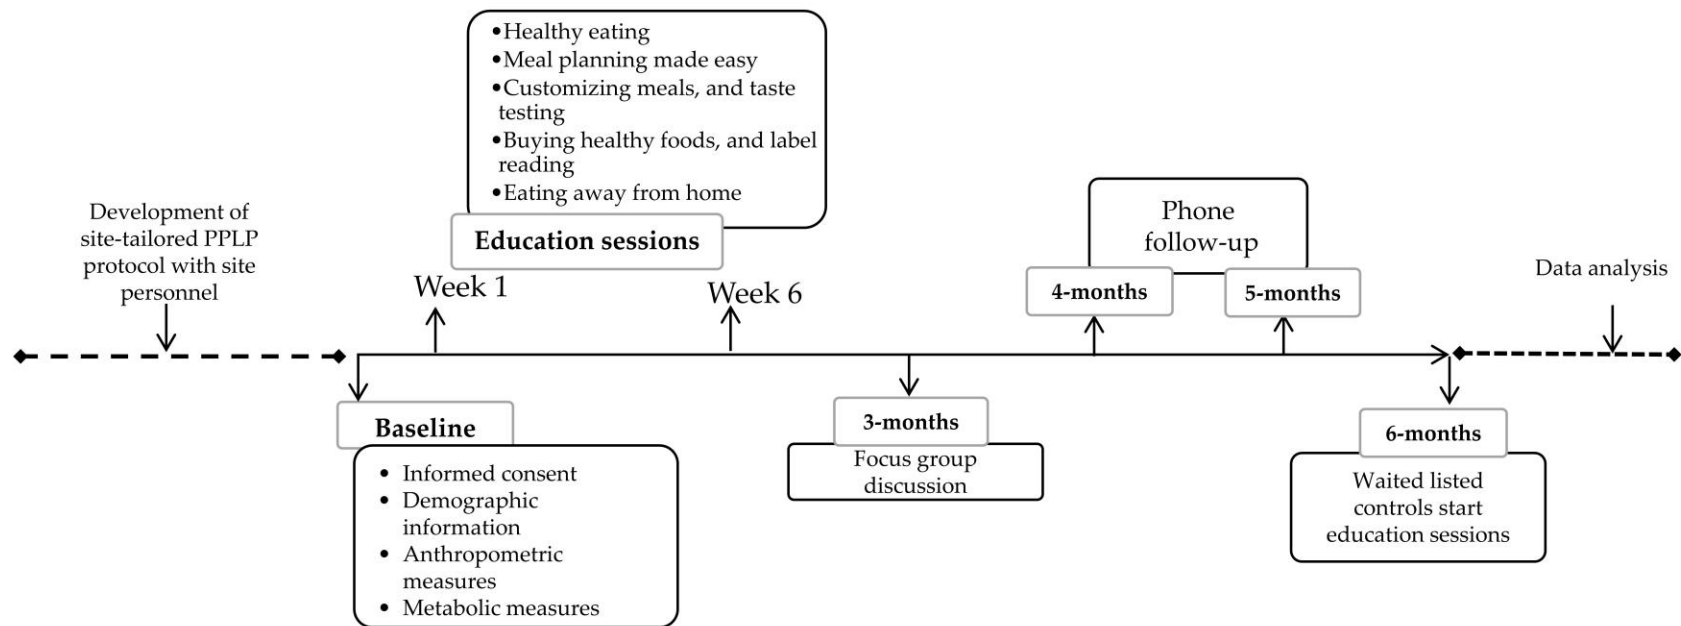 •Healthy eating
•Meal planning made easy
•Customizing meals, and taste
testing
•Buying healthy foods, and label
reading
•Eating away from home
Education sessions
Development of
site-tailored PPLP
protocol with site
personnel
Week 1
Week 6
Phone
follow-up
4-months
5-months
Data analysis
Baseline
• Informed consent
• Demographic
information
• Anthropometric
measures
• Metabolic measures
3-months
Focus group
discussion
6-months
Waited listed
controls start
education sessions